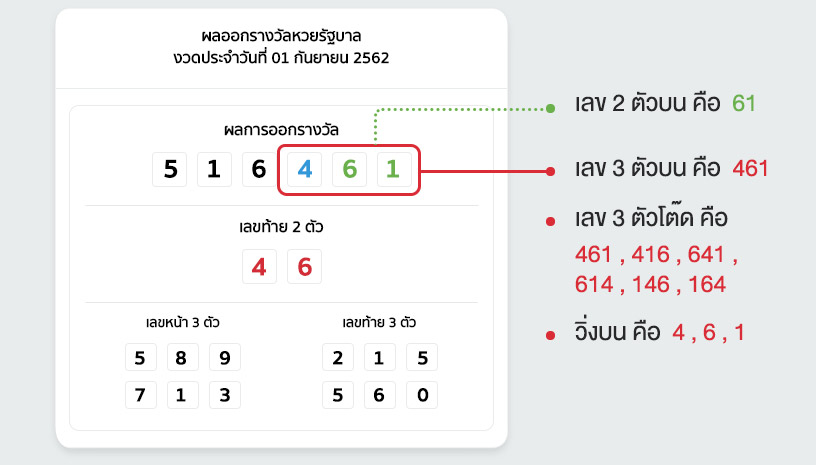 ผลออกรางวัลหวยรัฐบาล
งวดประจำวันที่ 01 กันยายน 2562
ผลการออกรางวัล
5 1 6 4 6 1
เลขท้าย 2 ตัว
4 6
เลขหน้า 3 ตัว
5 8 9
7 1 3
เลขท้าย 3 ตัว
2 1 5
5 6 0
เลข 2 ตัวบน คือ 61
เลข 3 ตัวบน คือ 461
เลข 3 ตัวโต๊ด คือ
461 , 416 , 641 ,
614 , 146 , 164
วิ่งบน คือ 4 , 6 , 1